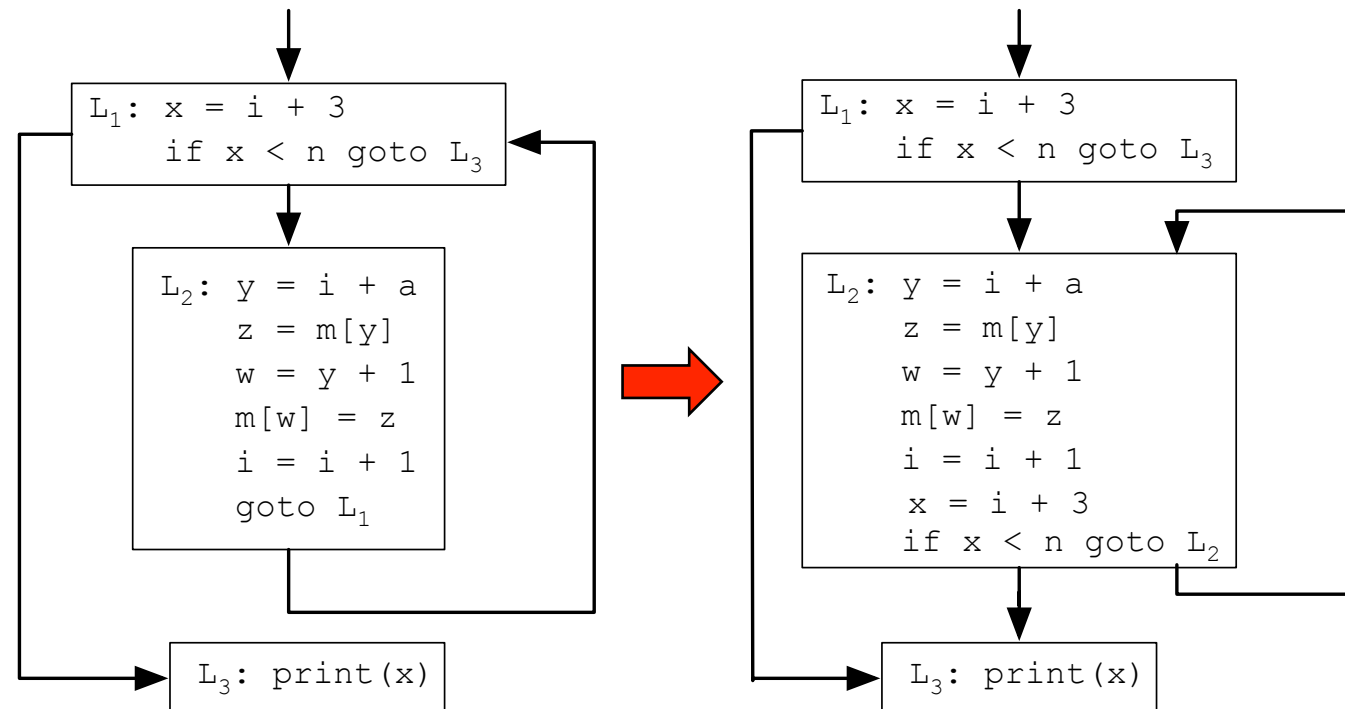 L₁: x = i + 3
if x < n goto L₃
L₂: y = i + a
z = m[y]
w = y + 1
m[w] = z
i = i + 1
goto L₁
L₃: print(x)
L₁: x = i + 3
if x < n goto L₃
L₂: y = i + a
z = m[y]
w = y + 1
m[w] = z
i = i + 1
x = i + 3
if x < n goto L₂
L₃: print(x)